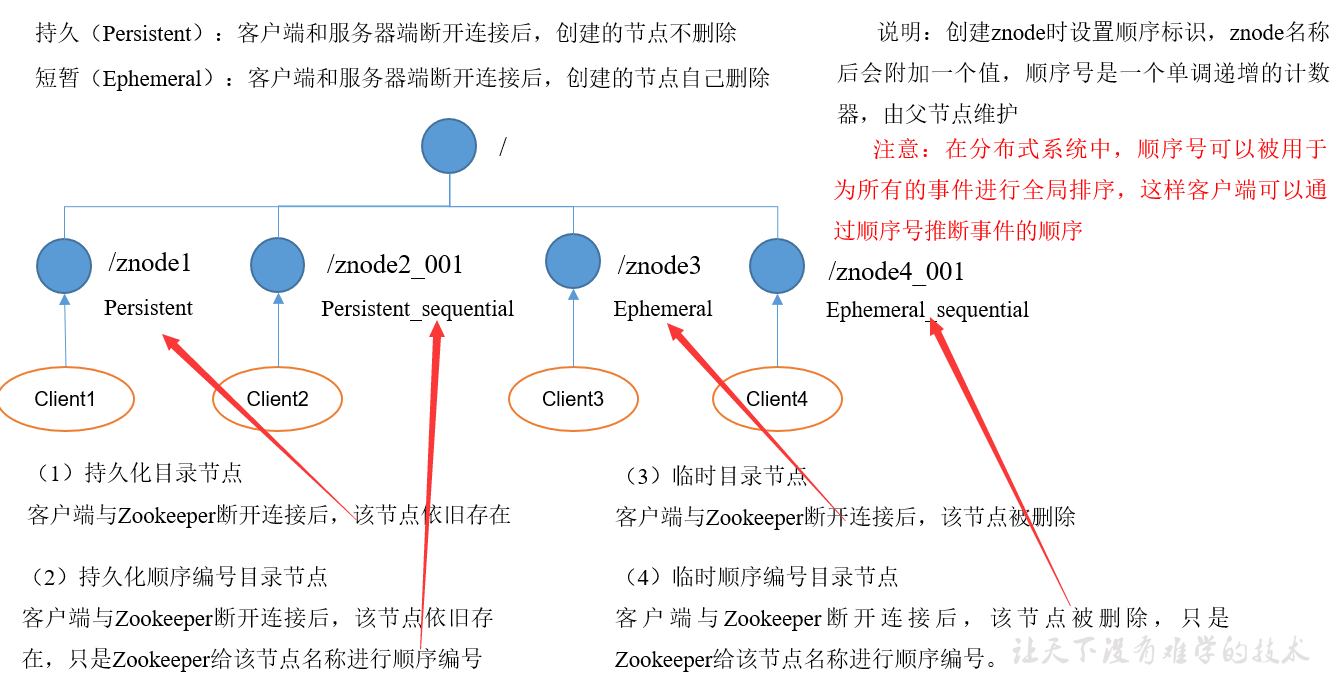 持久（Persistent）：客户端和服务器端断开连接后，创建的节点不删除
短暂（Ephemeral）：客户端和服务器端断开连接后，创建的节点自己删除
说明：创建znode时设置顺序标识，znode名称
后会附加一个值，顺序号是一个单调递增的计数
器，由父节点维护
注意：在分布式系统中，顺序号可以被用于
为所有的事件进行全局排序，这样客户端可以通
过顺序号推断事件的顺序
/
/znode1
Persistent
/znode2_001
Persistent_sequential
/znode3
Ephemeral
/znode4_001
Ephemeral_sequential
Client1
Client2
Client3
Client4
（1）持久化目录节点
客户端与Zookeeper断开连接后，该节点依旧存在
（2）持久化顺序编号目录节点
客户端与Zookeeper断开连接后，该节点依旧存
在，只是Zookeeper给该节点名称进行顺序编号
（3）临时目录节点
客户端与Zookeeper断开连接后，该节点被删除
（4）临时顺序编号目录节点
客户端与Zookeeper断开连接后，该节点被删除，只是
Zookeeper给该节点名称进行顺序编号。
让天下没有难学的技术